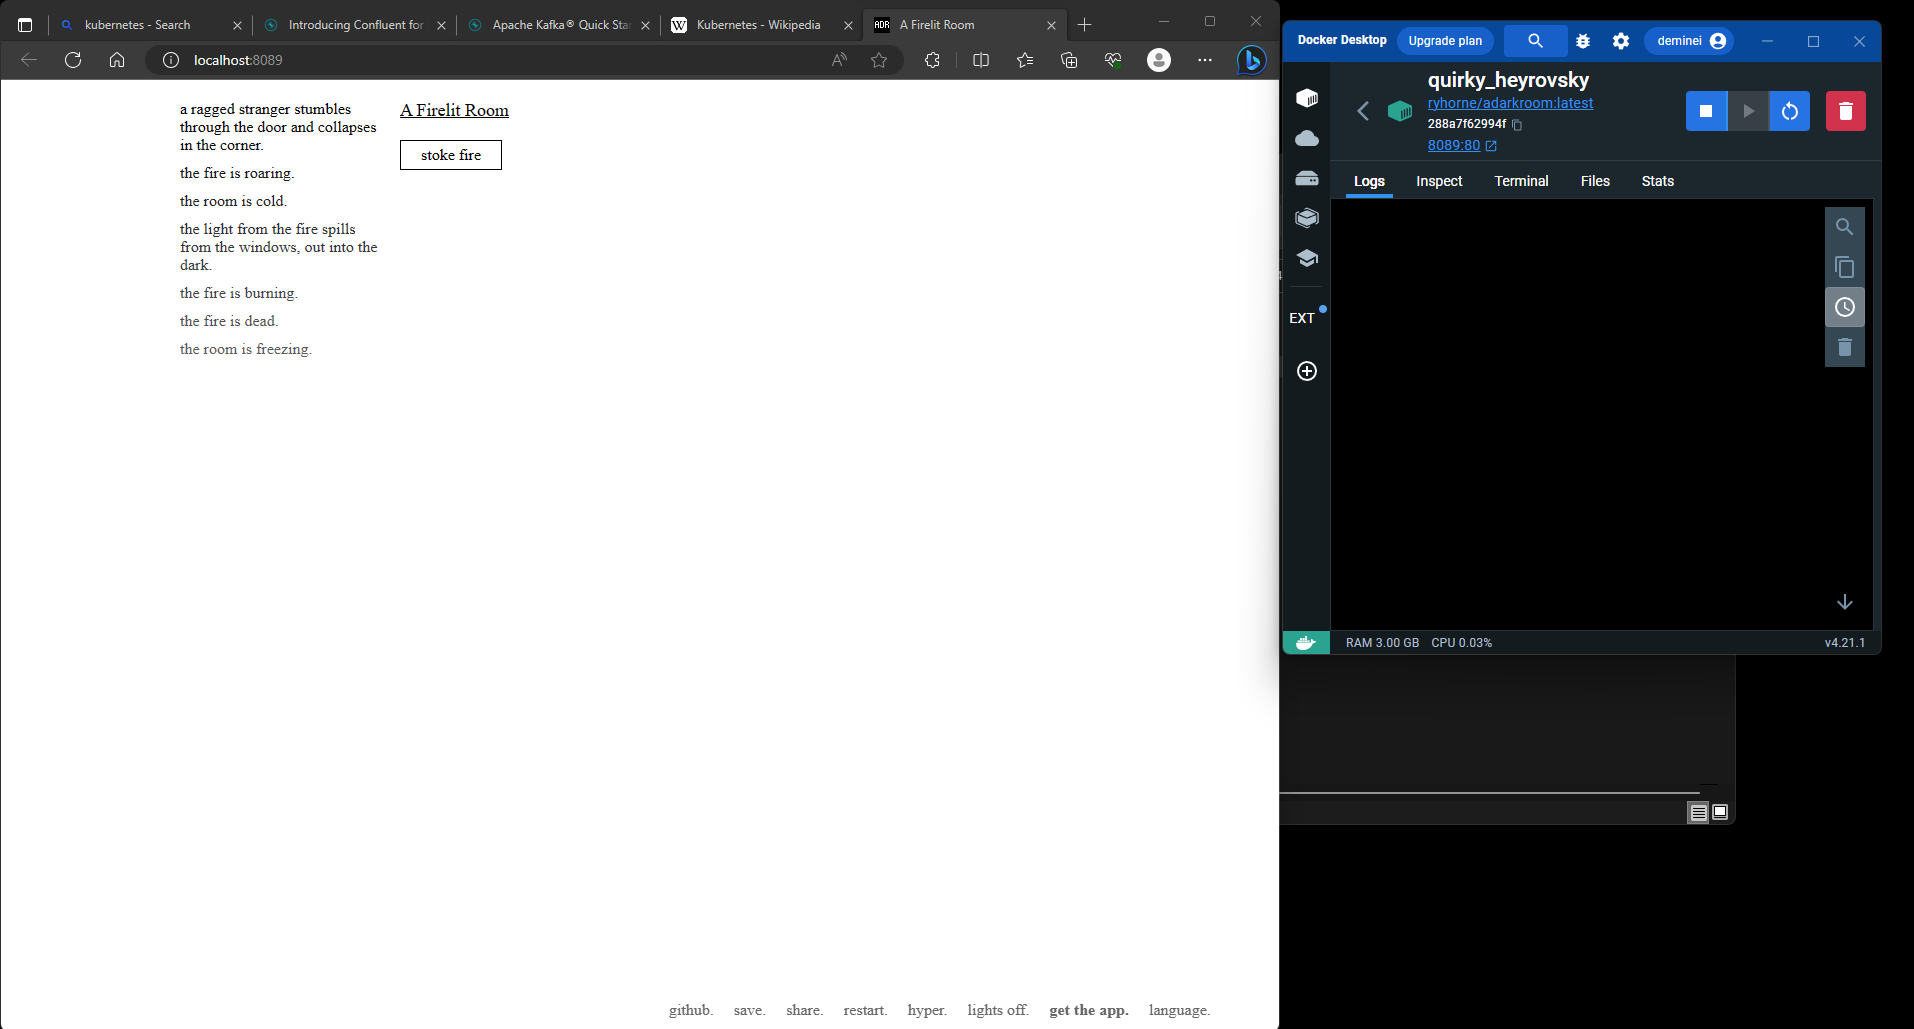 kubernetes - Search
Introducing Confluent for
Apache Kafka® Quick Star
Kubernetes - Wikipedia
ADR
A Firelit Room
localhost:8089
a ragged stranger stumbles
through the door and collapses
in the corner.
the fire is roaring.
the room is cold.
the light from the fire spills
from the windows, out into the
dark.
the fire is burning.
the fire is dead.
the room is freezing.
A Firelit Room
stoke fire
github.
save.
share.
restart.
hyper.
lights off.
get the app.
language.
Docker Desktop
Upgrade plan
deminei
quirky_heyrovsky
ryhorne/adarkroom:latest
288a7f62994f
8089:80
Logs
Inspect
Terminal
Files
Stats
EXT
RAM 3.00 GB
CPU 0.03%
v4.21.1